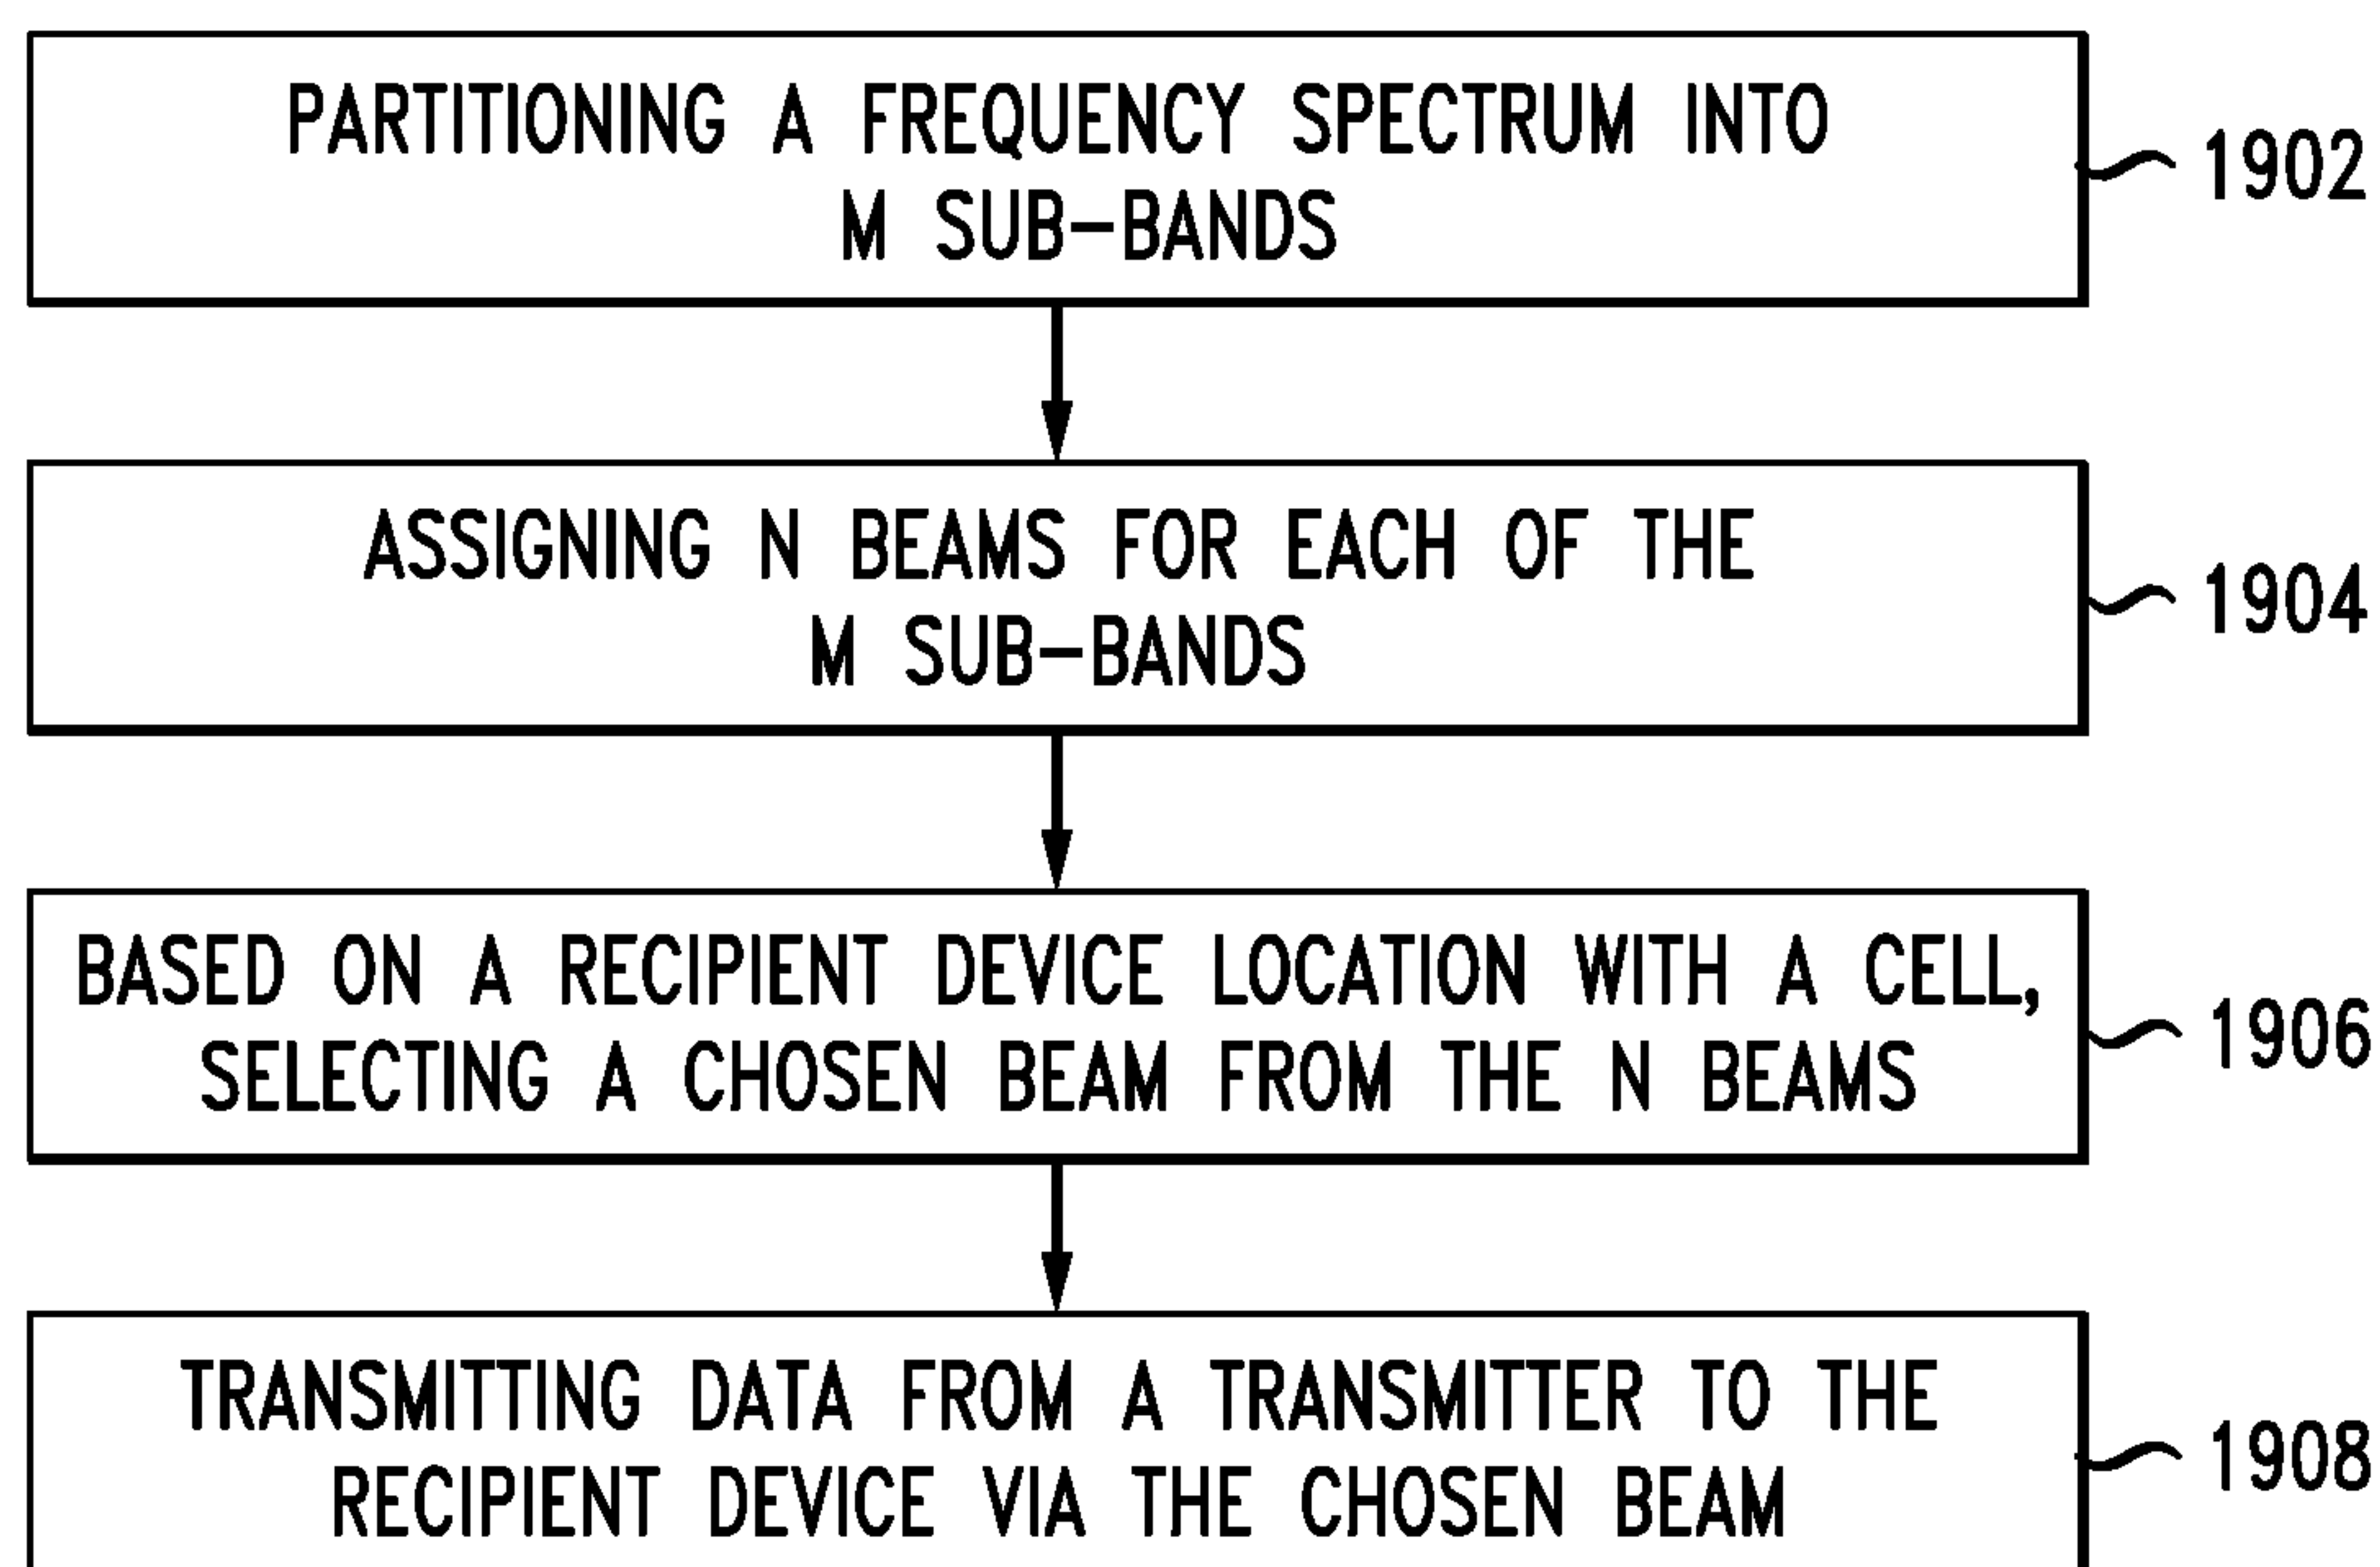 PARTITIONING A FREQUENCY SPECTRUM INTO
M SUB-BANDS
1902
ASSIGNING N BEAMS FOR EACH OF THE
M SUB-BANDS
1904
BASED ON A RECIPIENT DEVICE LOCATION WITH A CELL,
SELECTING A CHOSEN BEAM FROM THE N BEAMS
1906
TRANSMITTING DATA FROM A TRANSMITTER TO THE
RECIPIENT DEVICE VIA THE CHOSEN BEAM
1908